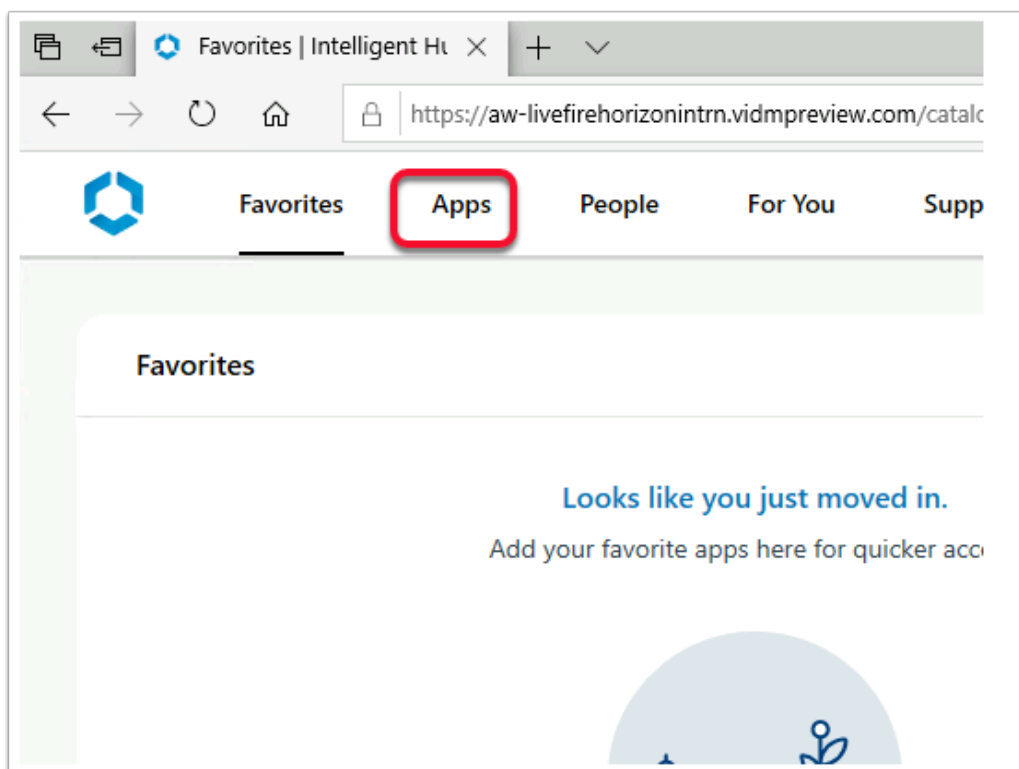 Favorites | Intelligent Hu
https://aw-livefirehorizonintrn.vidmpreview.com/catalo
Favorites Apps People For You Supp
Favorites
Looks like you just moved in.
Add your favorite apps here for quicker acc